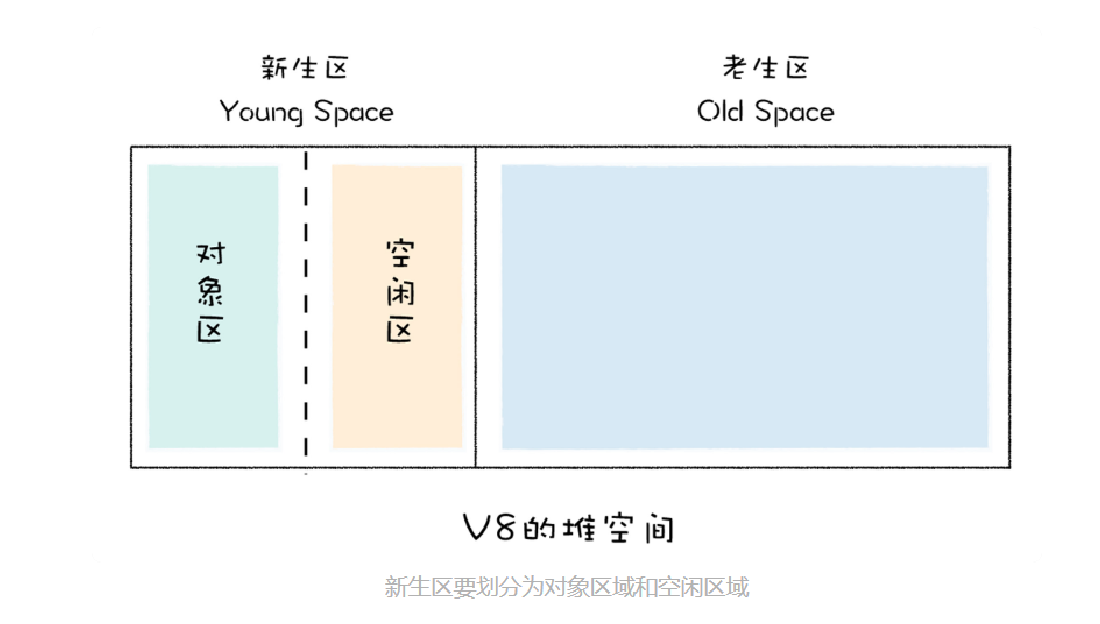 新生区
Young Space
老生区
Old Space
对象区
空闲区
V8的堆空间
新生区要划分为对象区域和空闲区域